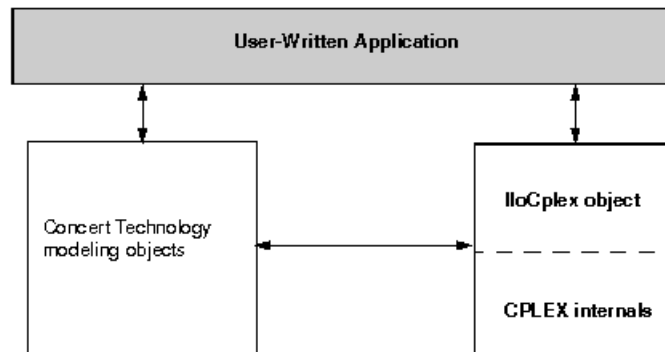 User-Written Application
Concert Technology
modeling objects
IloCplex object
CPLEX internals